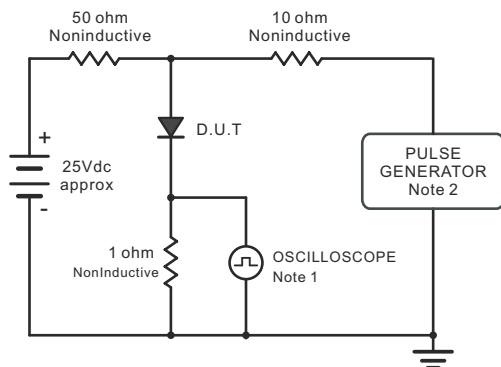 50 ohm
Noninductive
10 ohm
Noninductive
D.U.T
+
25Vdc
approx
-
PULSE
GENERATOR
Note 2
1 ohm
NonInductive
OSCILLOSCOPE
Note 1